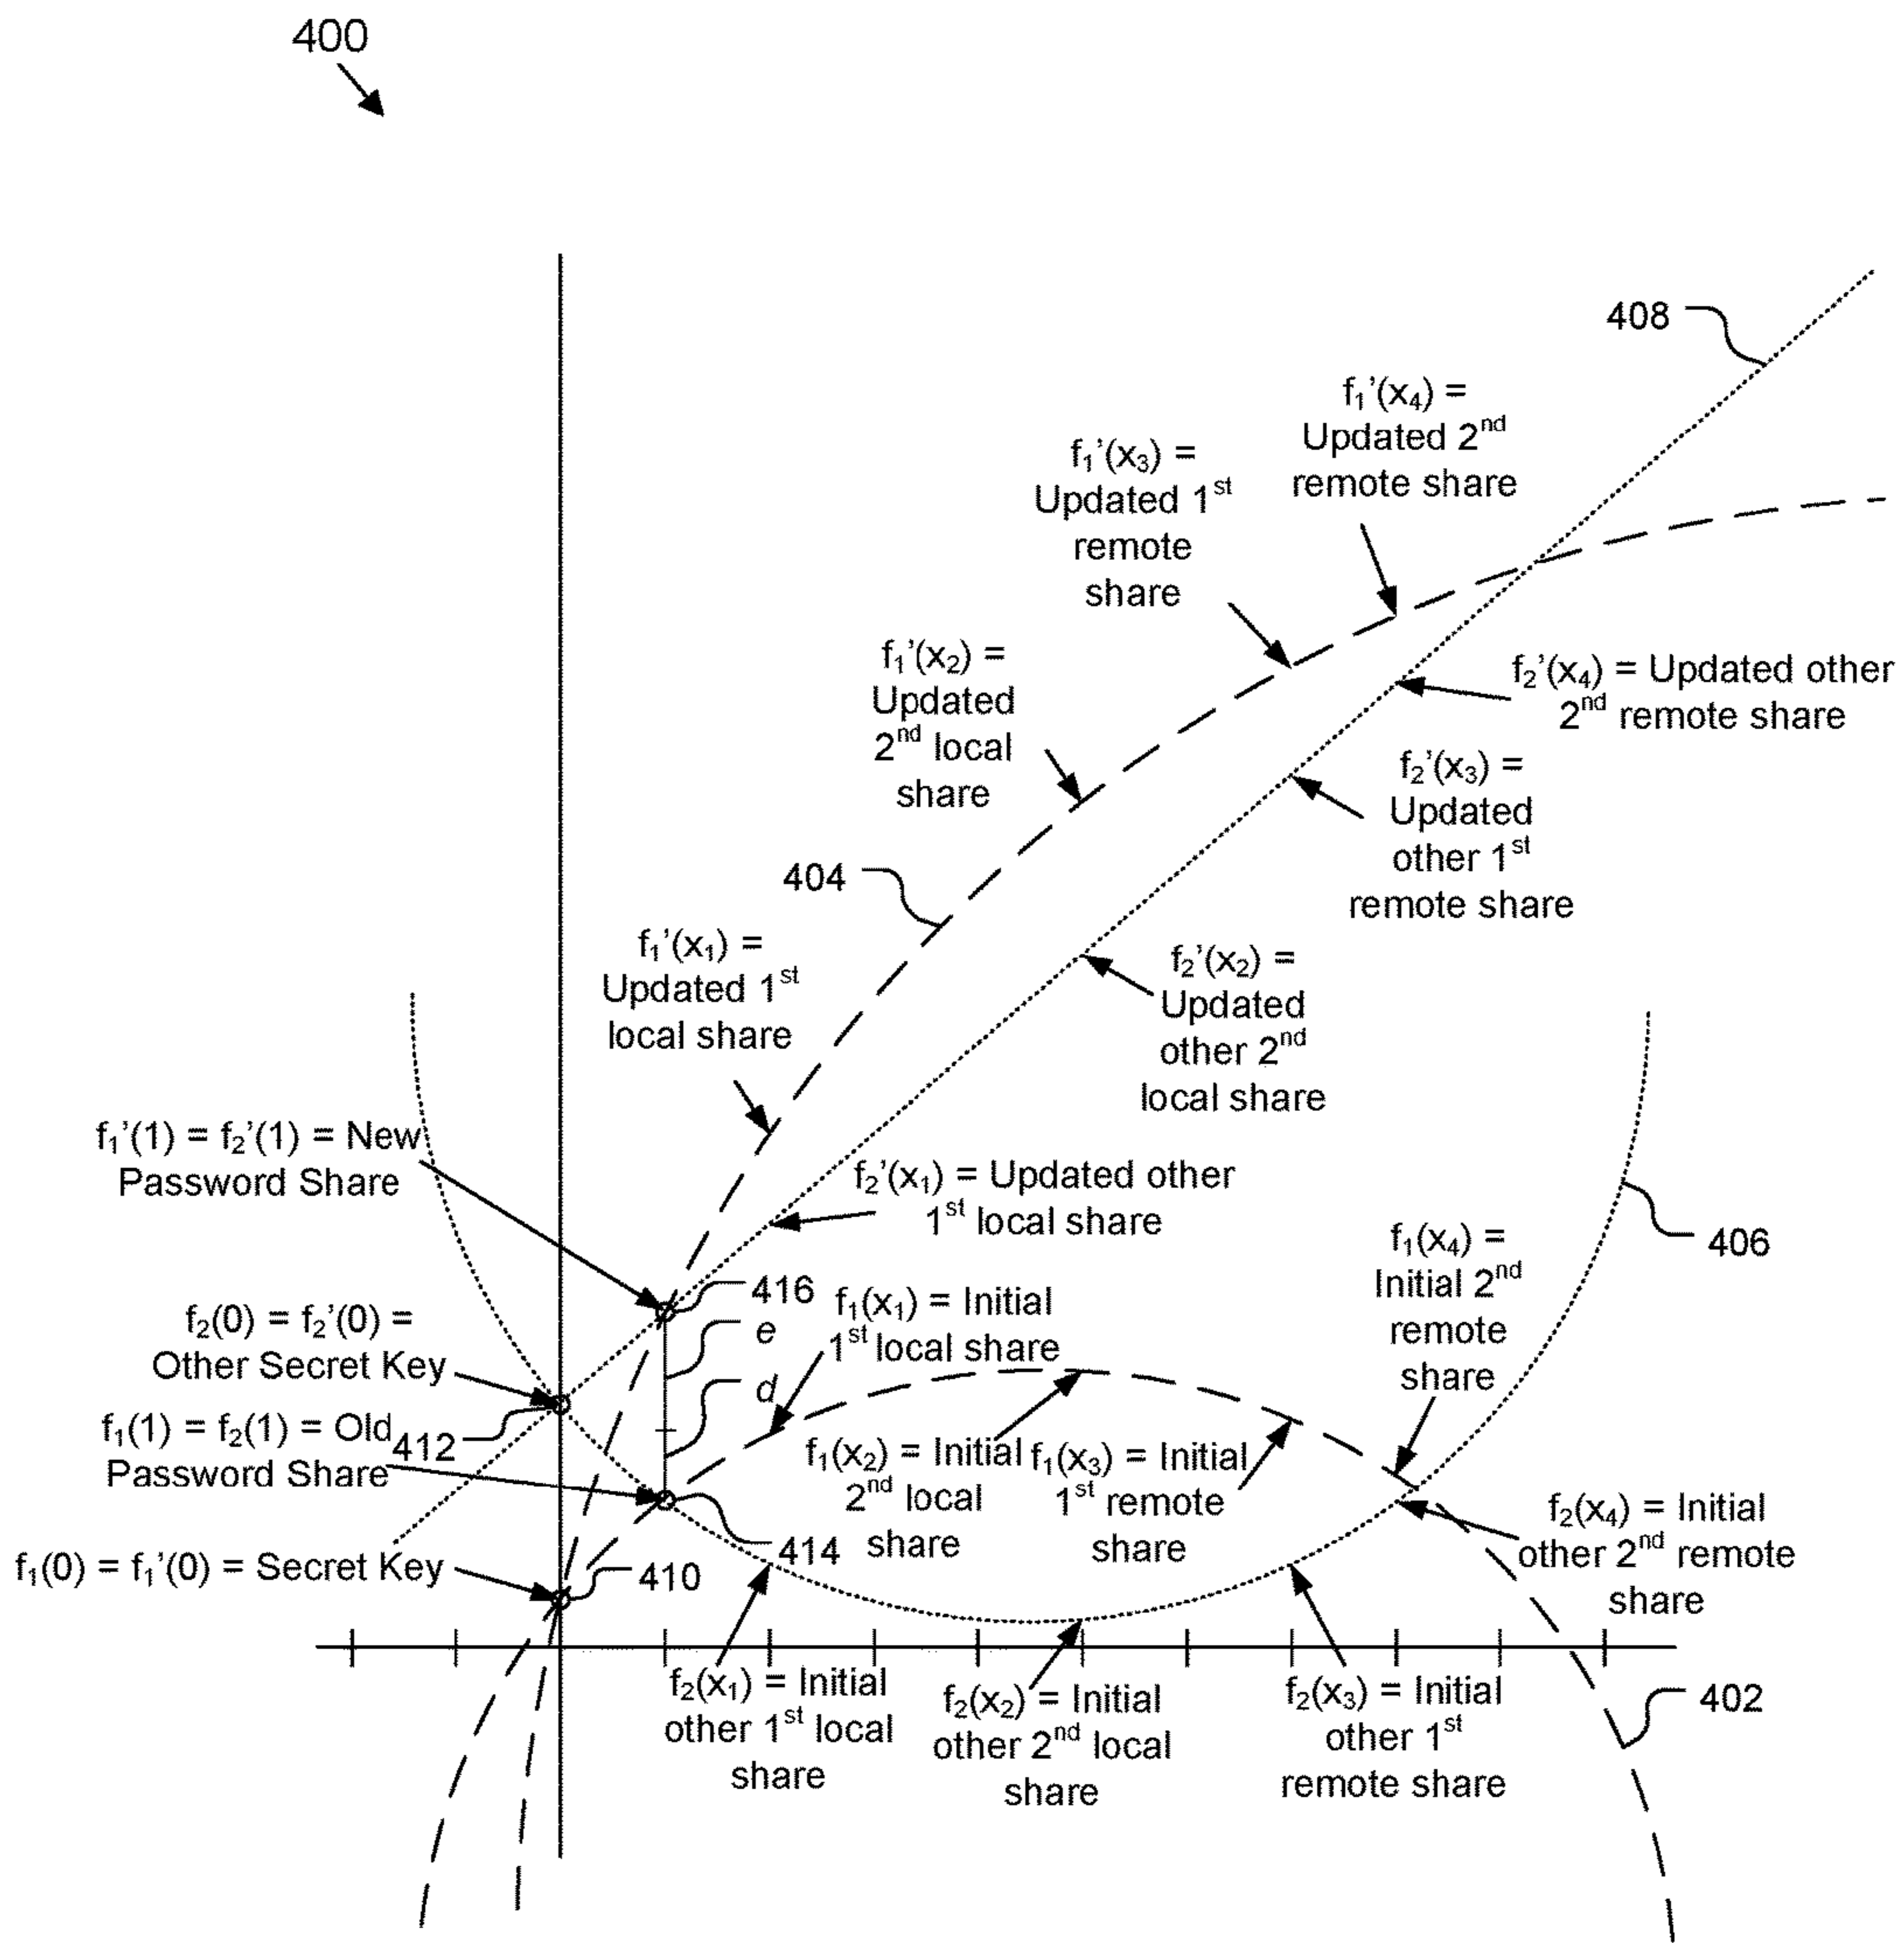 400
408
f₁'(x₄) =
Updated 2nd
remote share
f₁'(x₃) =
Updated 1st
remote
share
f₁'(x₂) =
Updated
2nd local
share
f₂'(x₄) = Updated other
2nd remote share
f₂'(x₃) =
Updated
other 1st
remote share
404
f₁'(x₁) =
Updated 1st
local share
f₂'(x₂) =
Updated
other 2nd
local share
f₁'(1) = f₂'(1) = New
Password Share
f₂'(x₁) = Updated other
1st local share
406
f₁(x₄) =
Initial 2nd
remote
share
416
e
d
f₁(x₁) = Initial
1st local share
f₂(0) = f₂'(0) =
Other Secret Key
412
f₁(1) = f₂(1) = Old
Password Share
f₁(x₂) = Initial
2nd local
share
f₁(x₃) = Initial
1st remote
share
414
f₂(x₄) = Initial
other 2nd remote
share
f₁(0) = f₁'(0) = Secret Key
410
f₂(x₁) = Initial
other 1st local
share
f₂(x₂) = Initial
other 2nd local
share
f₂(x₃) = Initial
other 1st
remote share
402